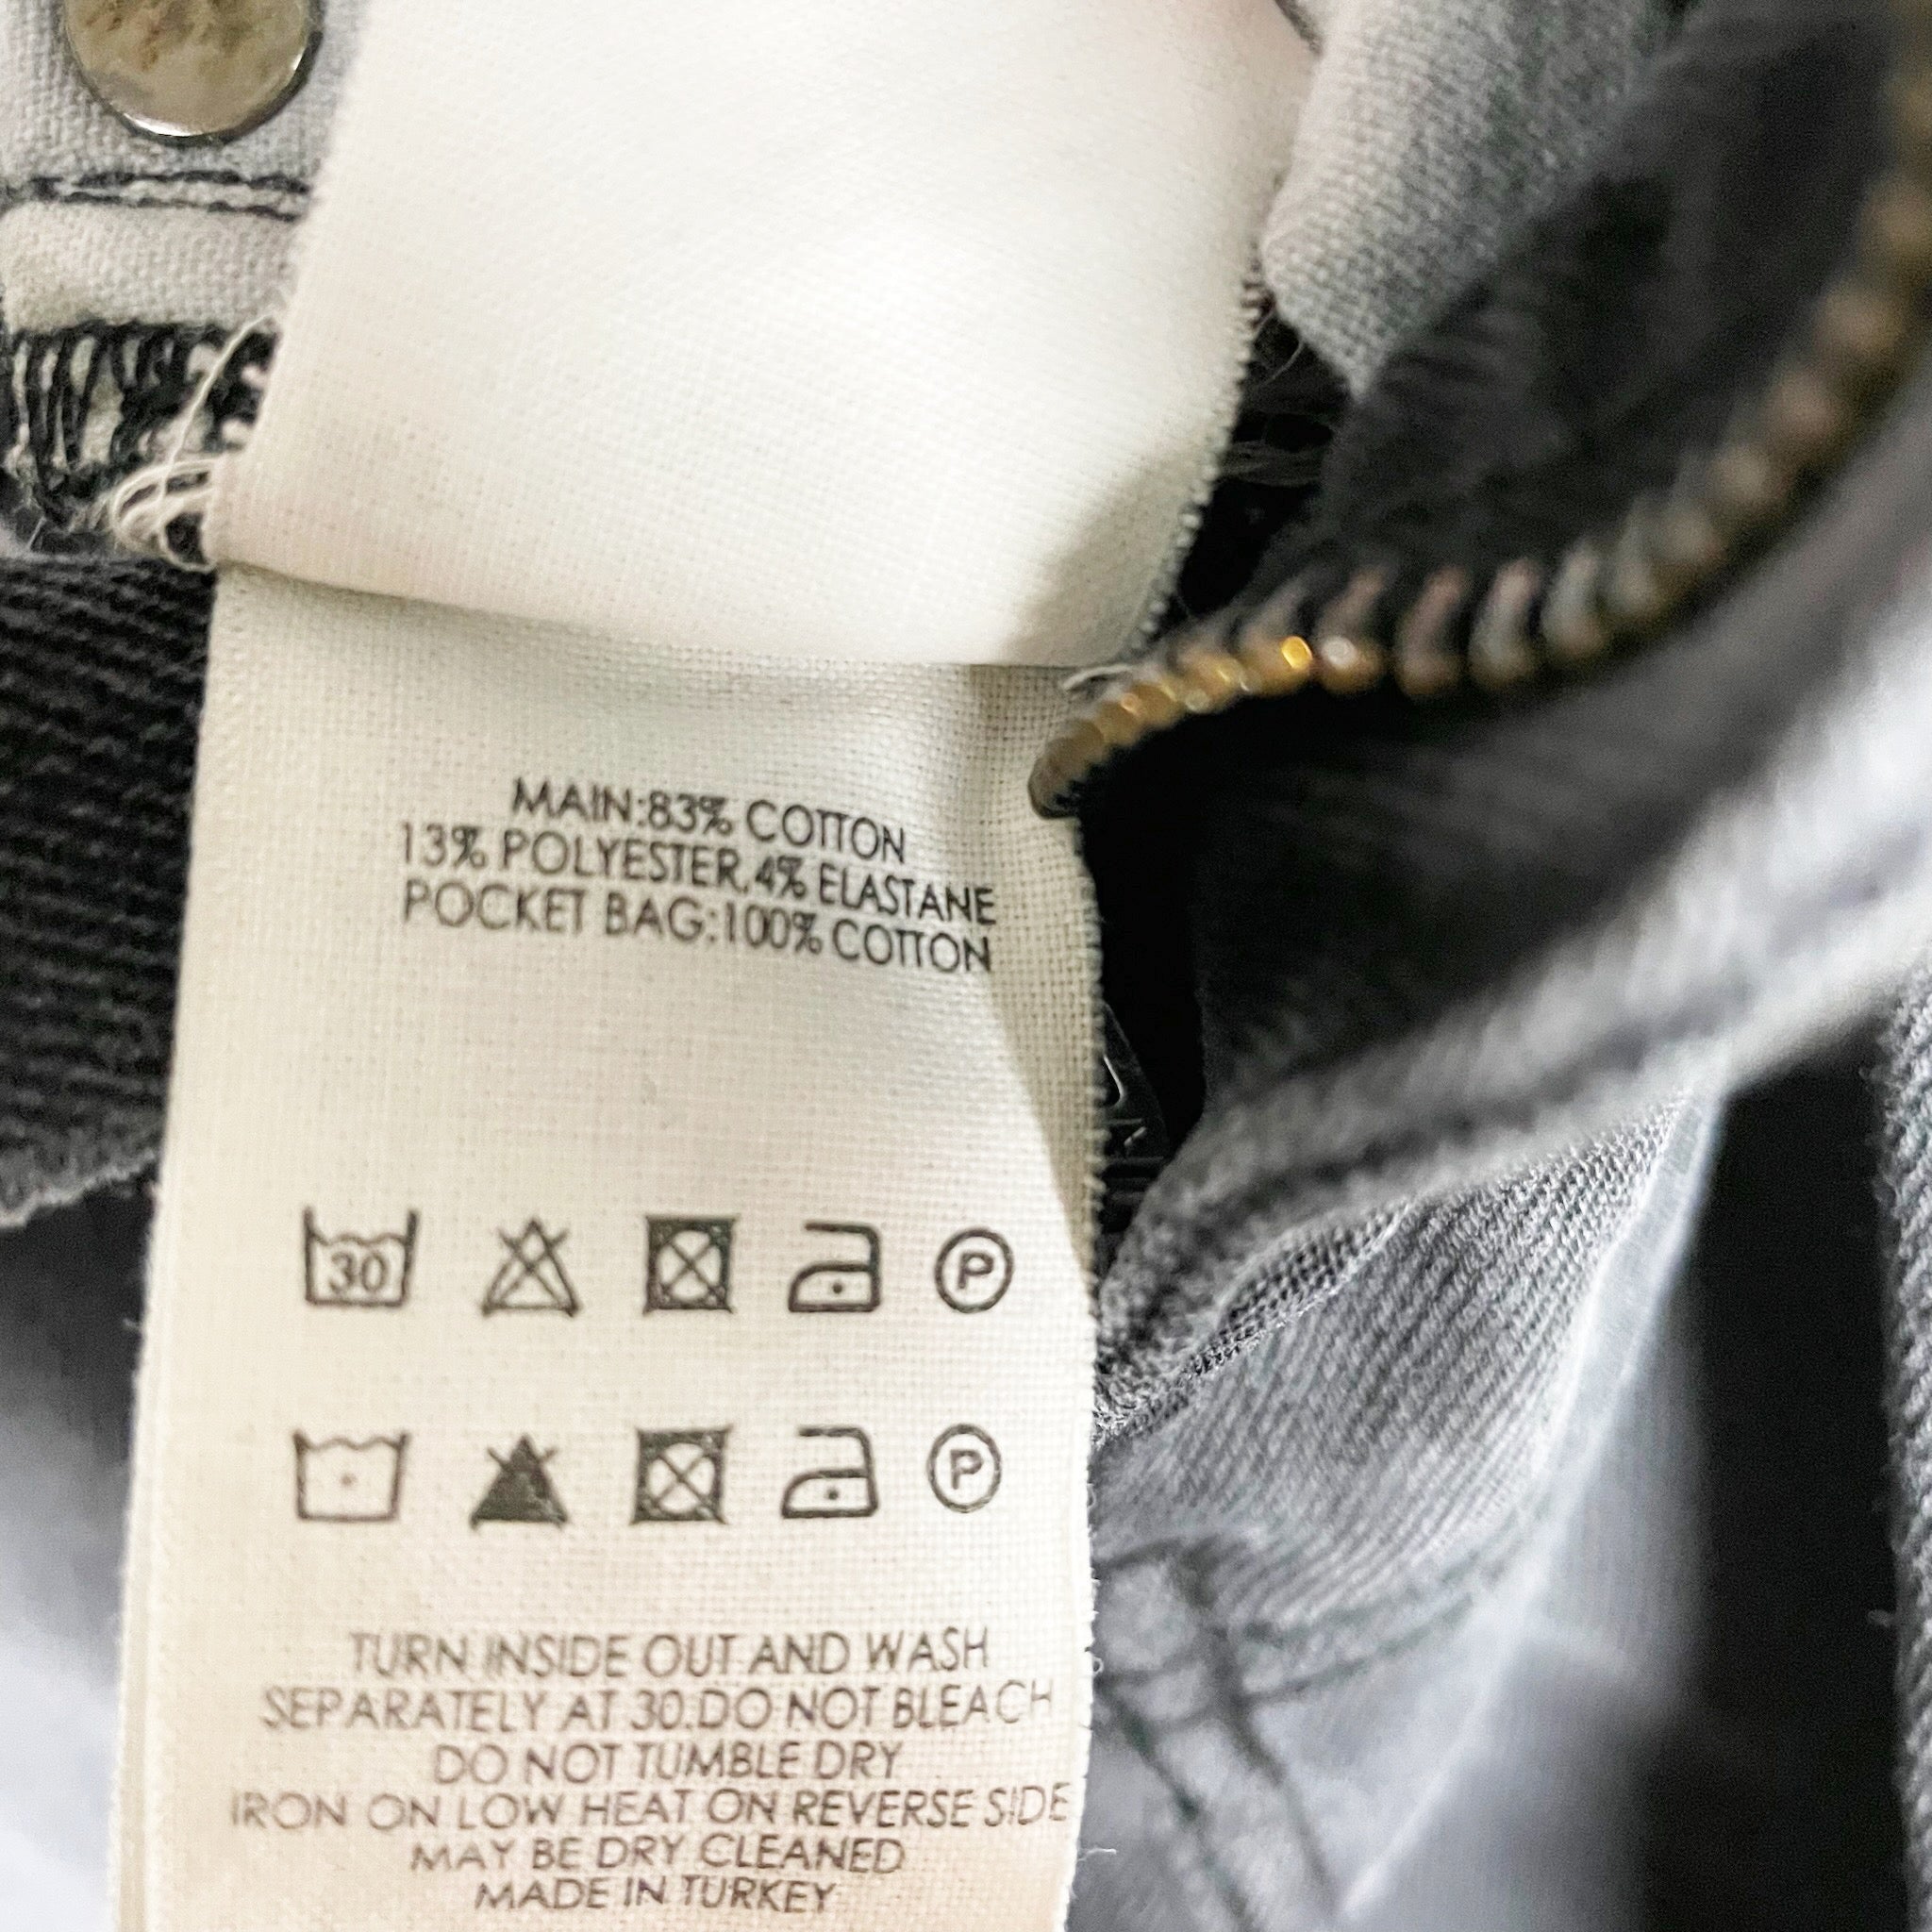 MAIN:83% COTTON
13% POLYESTER,4% ELASTANE
POCKET BAG:100% COTTON
30 P
P
TURN INSIDE OUT AND WASH
SEPARATELY AT 30.DO NOT BLEACH
DO NOT TUMBLE DRY
IRON ON LOW HEAT ON REVERSE SIDE
MAY BE DRY CLEANED
MADE IN TURKEY